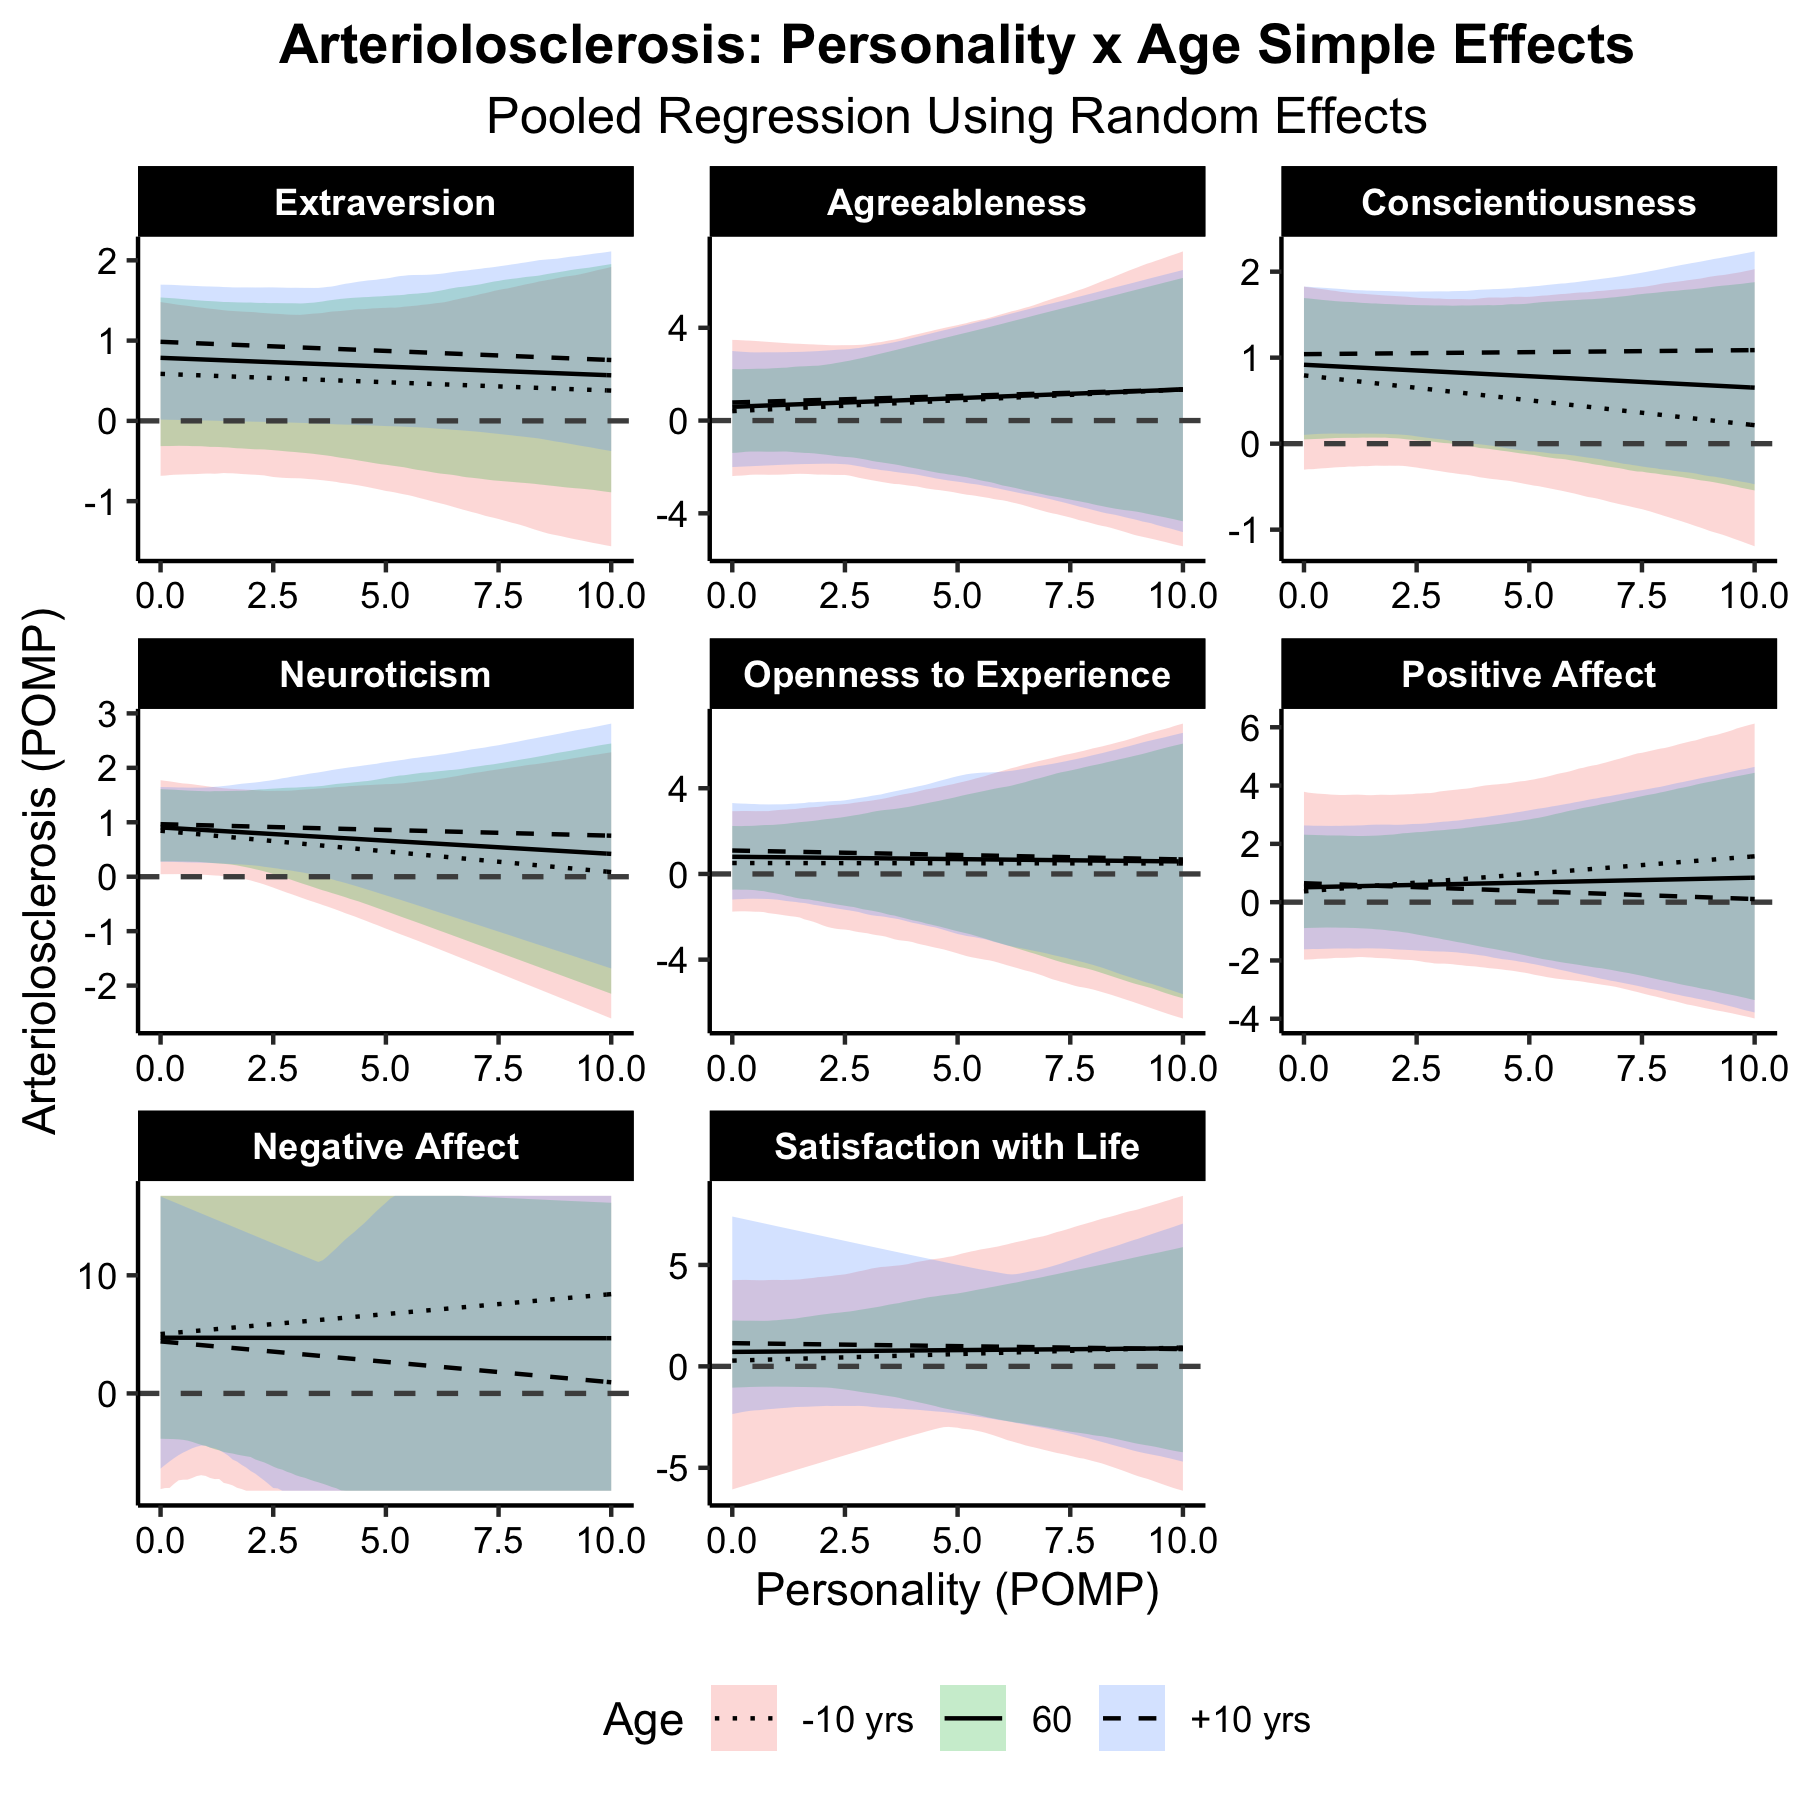 Arteriolosclerosis: Personality x Age Simple Effects
Pooled Regression Using Random Effects
Arteriolosclerosis (POMP)
Extraversion
2
1
0
-1
0.0 2.5 5.0 7.5 10.0
Agreeableness
4
0
-4
0.0 2.5 5.0 7.5 10.0
Conscientiousness
2
1
0
-1
0.0 2.5 5.0 7.5 10.0
Neuroticism
3
2
1
0
-1
-2
0.0 2.5 5.0 7.5 10.0
Openness to Experience
4
0
-4
0.0 2.5 5.0 7.5 10.0
Positive Affect
6
4
2
0
-2
-4
0.0 2.5 5.0 7.5 10.0
Negative Affect
10
0
0.0 2.5 5.0 7.5 10.0
Satisfaction with Life
5
0
-5
0.0 2.5 5.0 7.5 10.0
Personality (POMP)
Age -10 yrs 60 +10 yrs